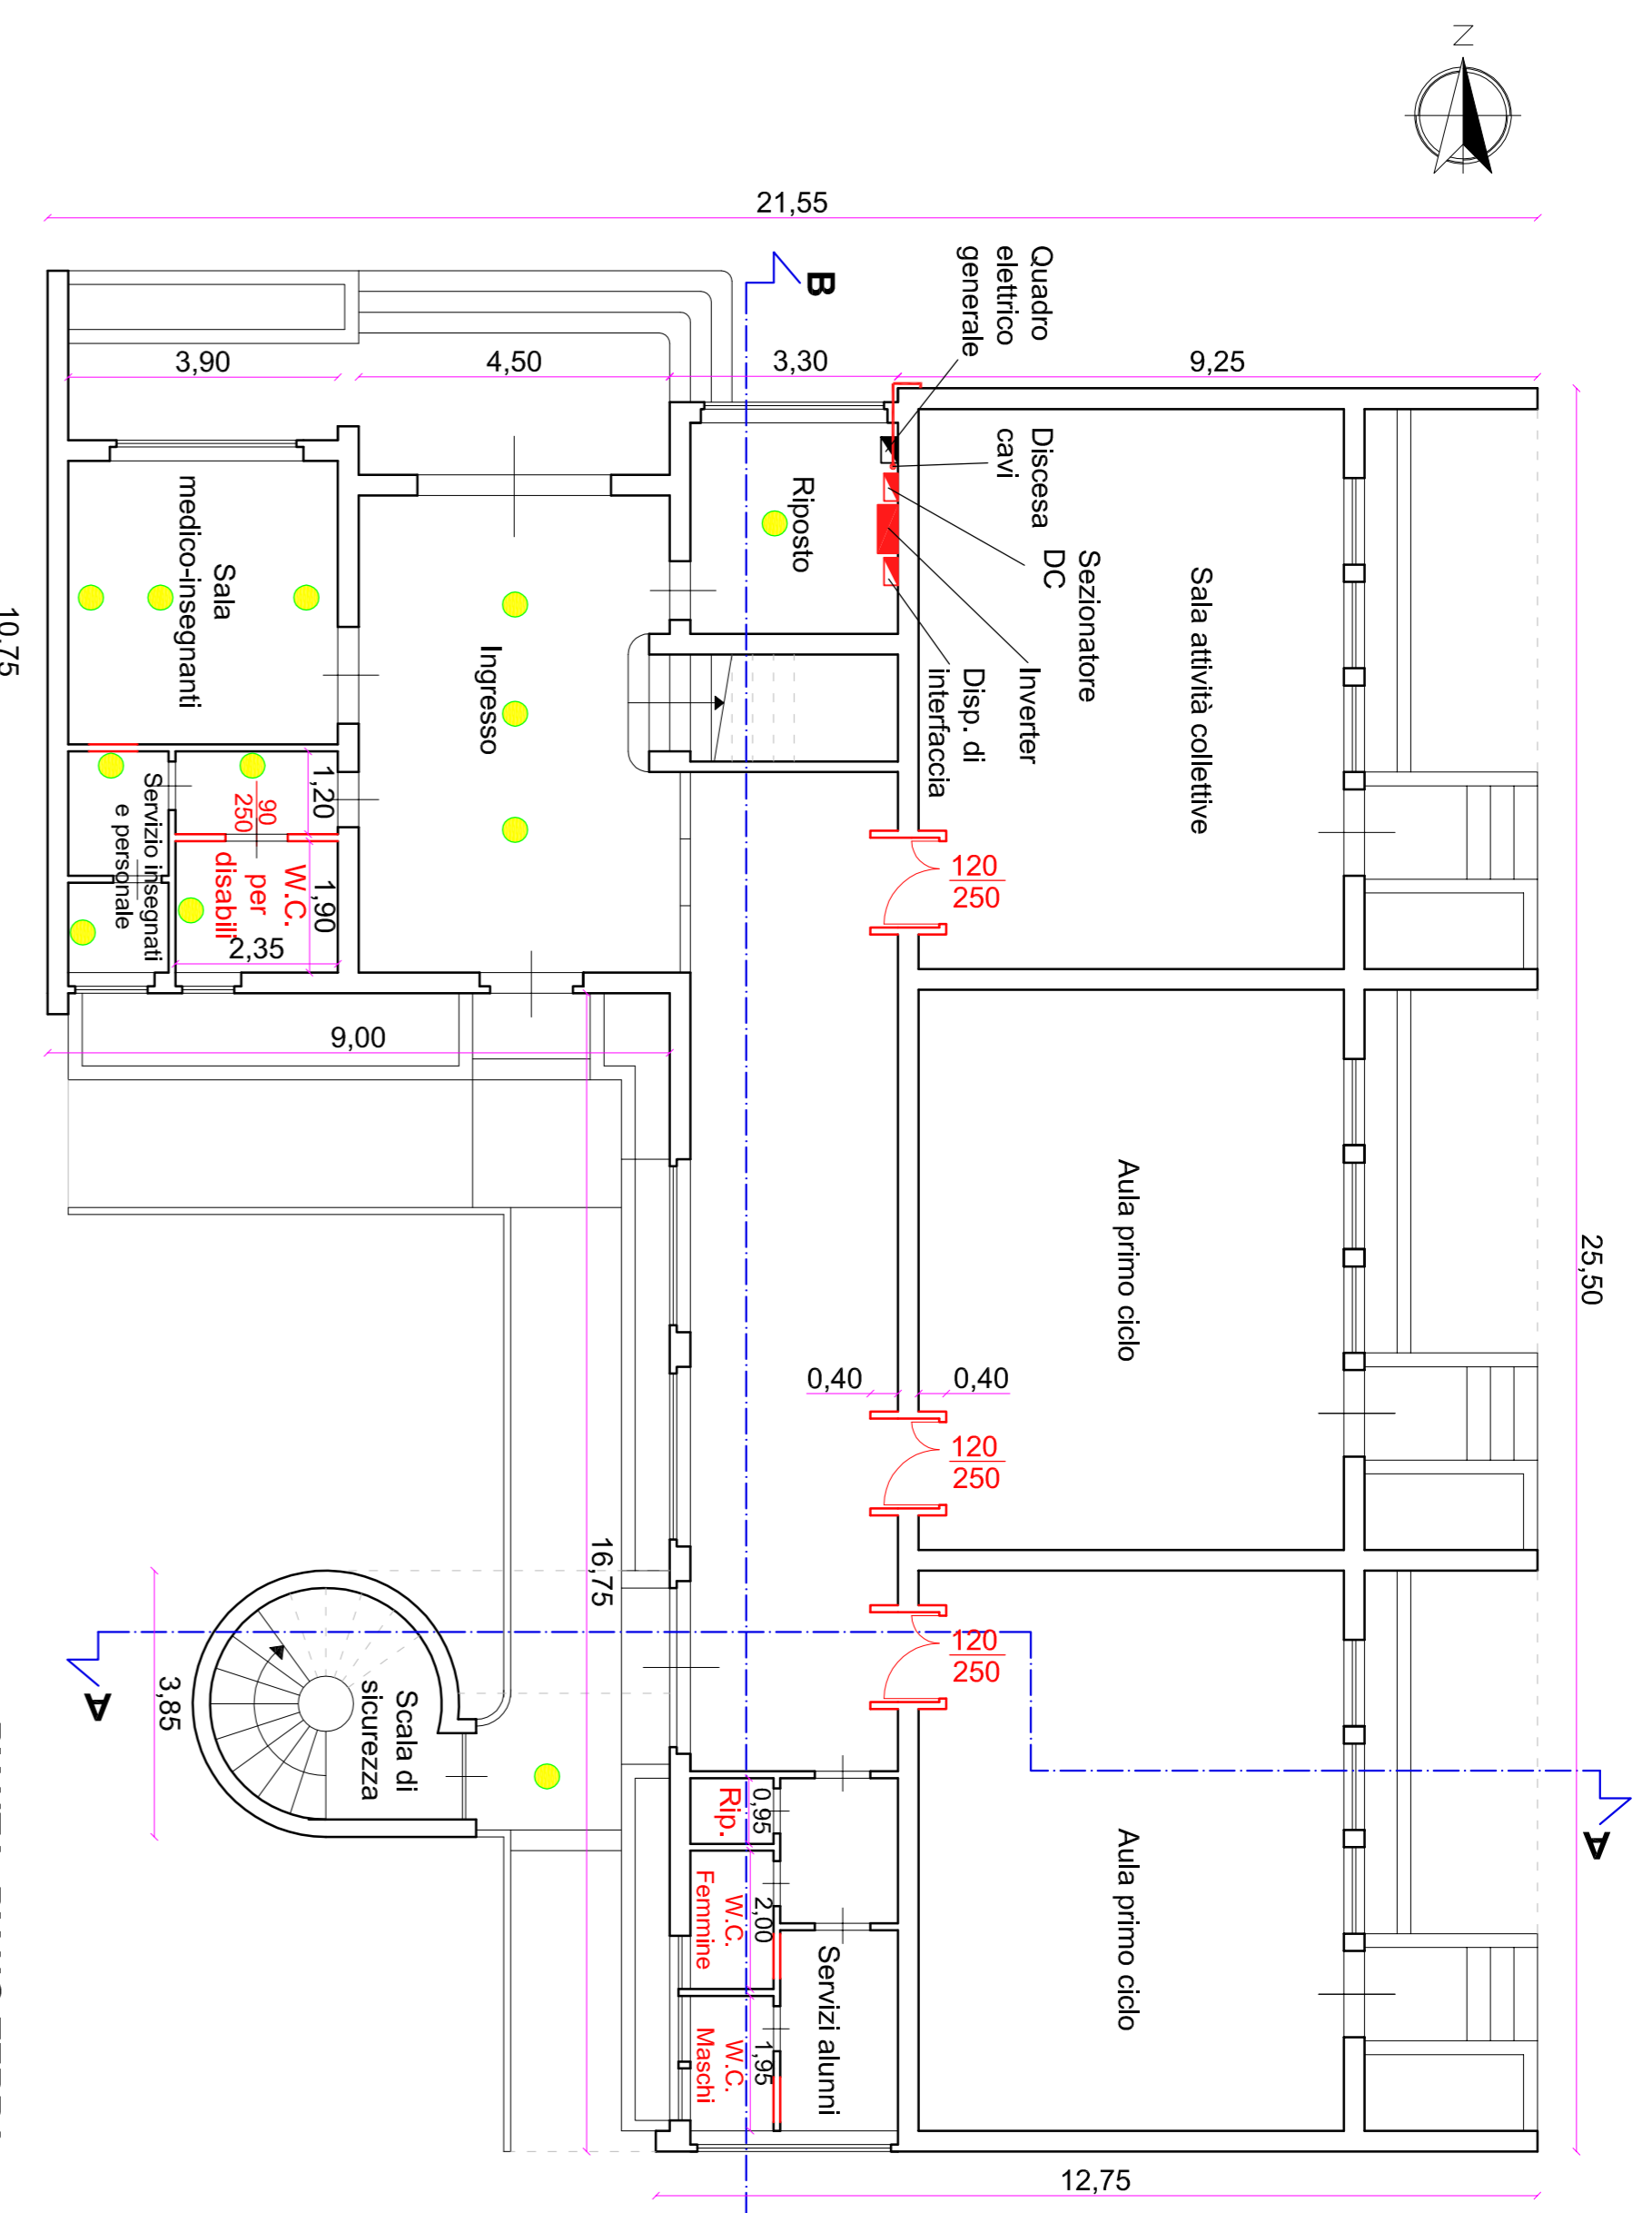 N
21,55
B
Quadro
elettrico
generale
3,90
4,50
3,30
9,25
Discesa
cavi
Sezionatore
DC
Inverter
Disp. di
interfaccia
Riposto
Sala attività collettive
Sala
medico-insegnanti
Ingresso
10,75
1,20
90
250
Servizio insegnati
e personale
W.C.
per
disabili
1,90
2,35
120
250
9,00
25,50
Aula primo ciclo
0,40
0,40
120
250
16,75
120
250
A
3,85
Scala di
sicurezza
A
Rip.
0,95
W.C.
Femmine
2,00
W.C.
Maschi
1,95
Servizi alunni
Aula primo ciclo
12,75